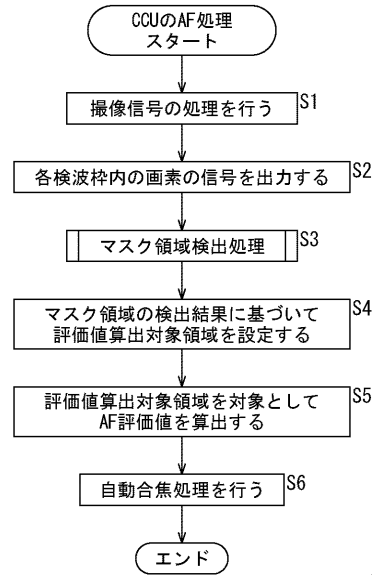 CCUのAF処理
スタート
撮像信号の処理を行う
S1
各検波枠内の画素の信号を出力する
S2
マスク領域検出処理
S3
マスク領域の検出結果に基づいて
評価値算出対象領域を設定する
S4
評価値算出対象領域を対象として
AF評価値を算出する
S5
自動合焦処理を行う
S6
エンド